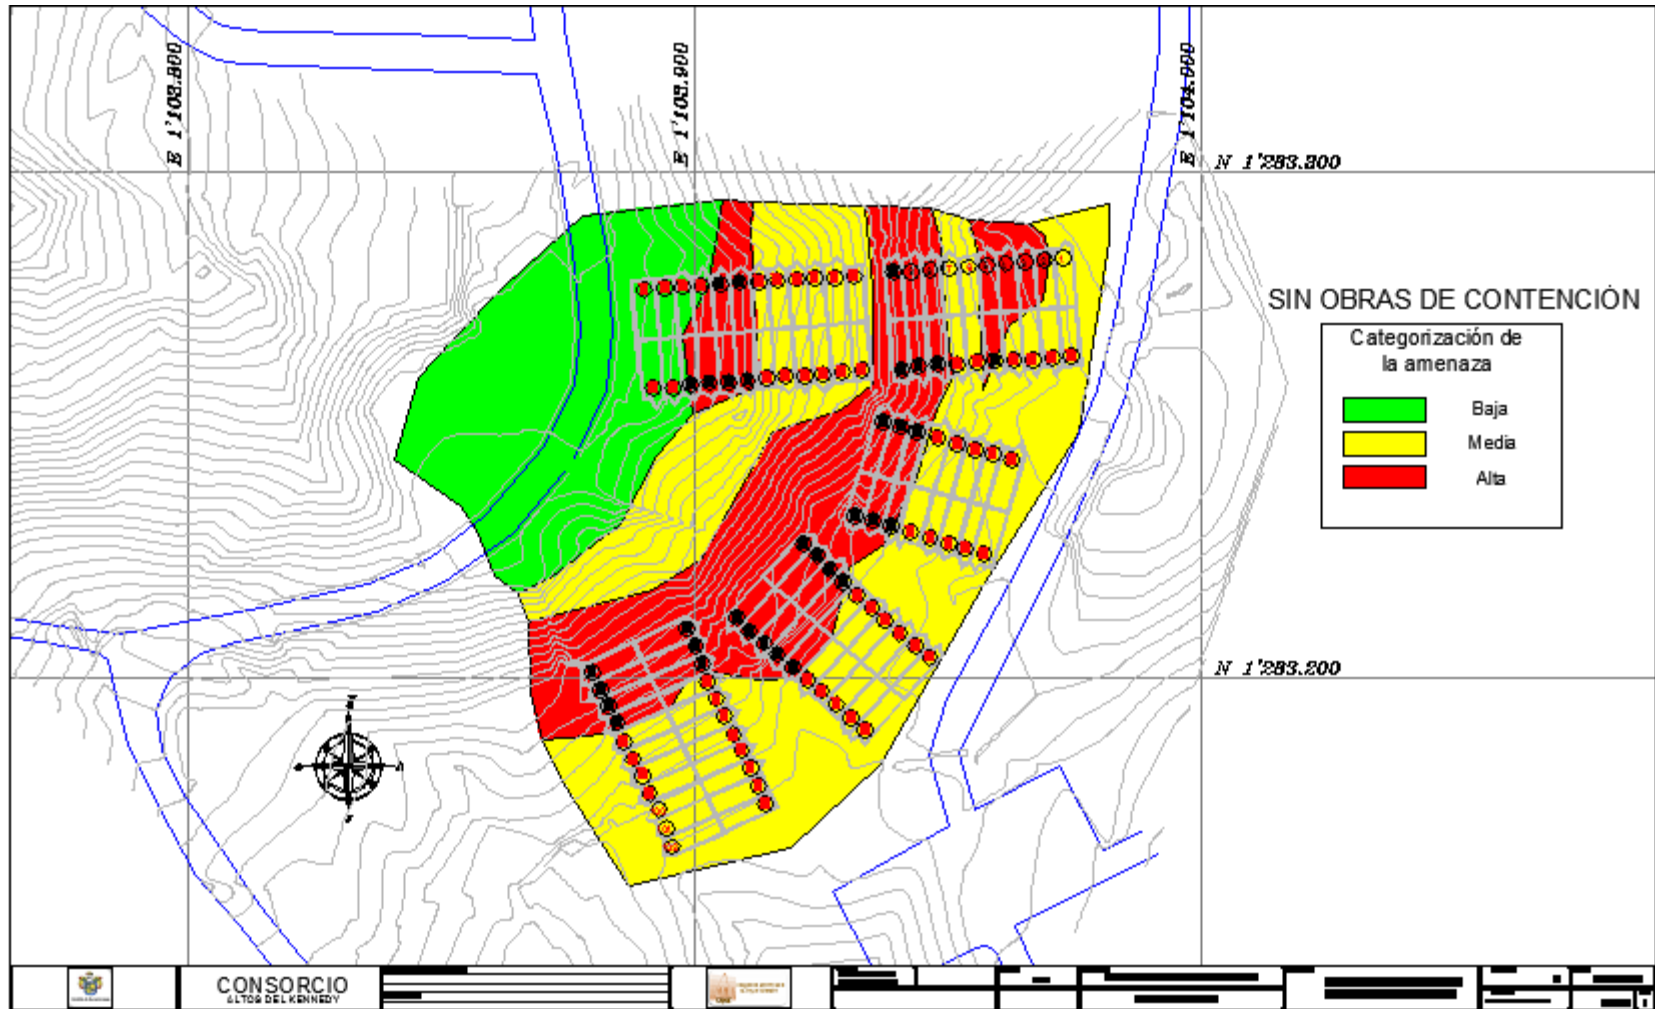 E 1'103.800
E 1'103.900
E 1'104.000
N 1'283.300
SIN OBRAS DE CONTENCIÓN
Categorización de
la amenaza
Baja
Media
Alta
N 1'283.200
CONSORCIO
ALTOS DEL KENNEDY